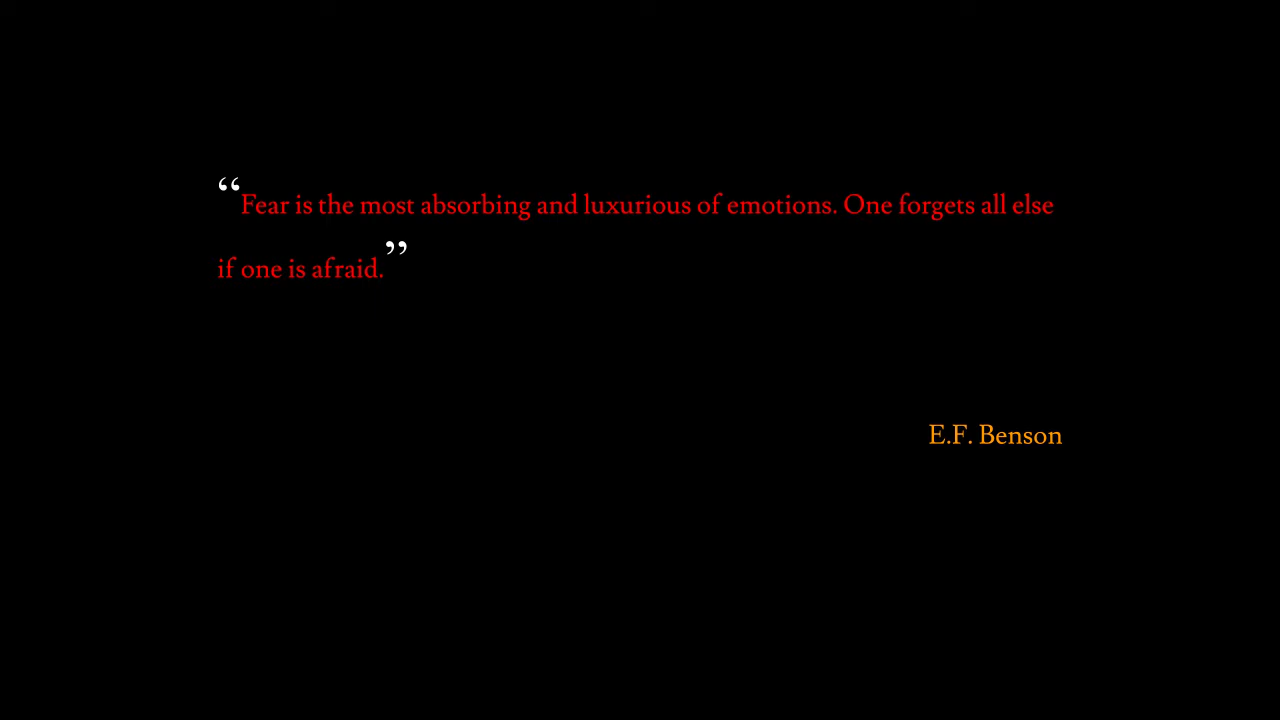 “Fear is the most absorbing and luxurious of emotions. One forgets all else
if one is afraid.”
E.F. Benson